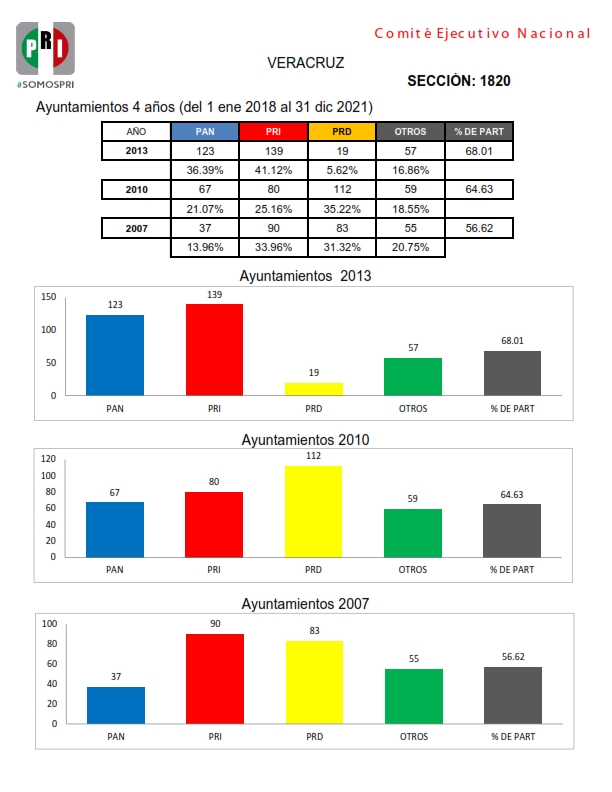 Comité Ejecutivo Nacional
PRI
#SOMOSPRI
VERACRUZ
SECCIÓN: 1820
Ayuntamientos 4 años (del 1 ene 2018 al 31 dic 2021)
AÑO PAN PRI PRD OTROS % DE PART
2013 123 139 19 57 68.01
36.39% 41.12% 5.62% 16.86%
2010 67 80 112 59 64.63
21.07% 25.16% 35.22% 18.55%
2007 37 90 83 55 56.62
13.96% 33.96% 31.32% 20.75%
Ayuntamientos 2013
150
100
50
0
123 139 19 57 68.01
PAN PRI PRD OTROS % DE PART
Ayuntamientos 2010
120
100
80
60
40
20
0
67 80 112 59 64.63
PAN PRI PRD OTROS % DE PART
Ayuntamientos 2007
100
80
60
40
20
0
37 90 83 55 56.62
PAN PRI PRD OTROS % DE PART